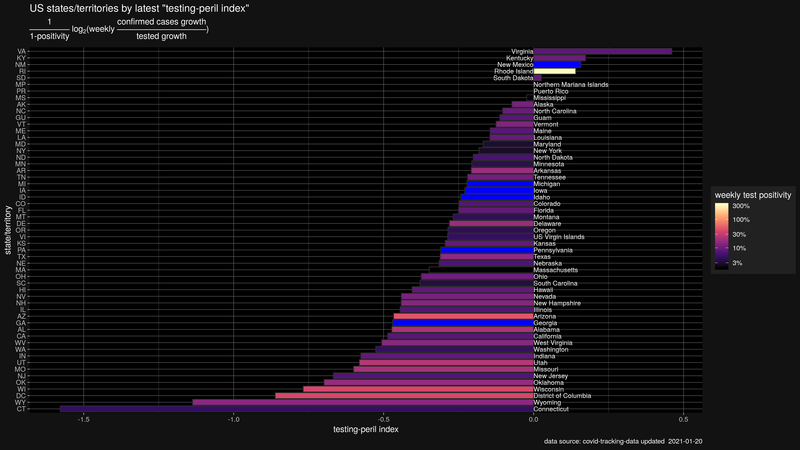 US states/territories by latest "testing-peril index"
1
1-positivity
log2(weekly confirmed cases growth
tested growth
)
VA Virginia
KY Kentucky
NM New Mexico
RI Rhode Island
SD South Dakota
MP Northern Mariana Islands
PR Puerto Rico
MS Mississippi
AK Alaska
NC North Carolina
GU Guam
VT Vermont
ME Maine
LA Louisiana
MD Maryland
NY New York
ND North Dakota
MN Minnesota
AR Arkansas
TN Tennessee
MI Michigan
IA Iowa
ID Idaho
CO Colorado
FL Florida
MT Montana
DE Delaware
OR Oregon
VI US Virgin Islands
KS Kansas
PA Pennsylvania
TX Texas
NE Nebraska
MA Massachusetts
OH Ohio
SC South Carolina
HI Hawaii
NV Nevada
NH New Hampshire
IL Illinois
AZ Arizona
GA Georgia
AL Alabama
CA California
WV West Virginia
WA Washington
IN Indiana
UT Utah
MO Missouri
NJ New Jersey
OK Oklahoma
WI Wisconsin
DC District of Columbia
WY Wyoming
CT Connecticut
state/territory
-1.5 -1.0 -0.5 0.0 0.5
testing-peril index
weekly test positivity
300%
100%
30%
10%
3%
data source: covid-tracking-data updated 2021-01-20